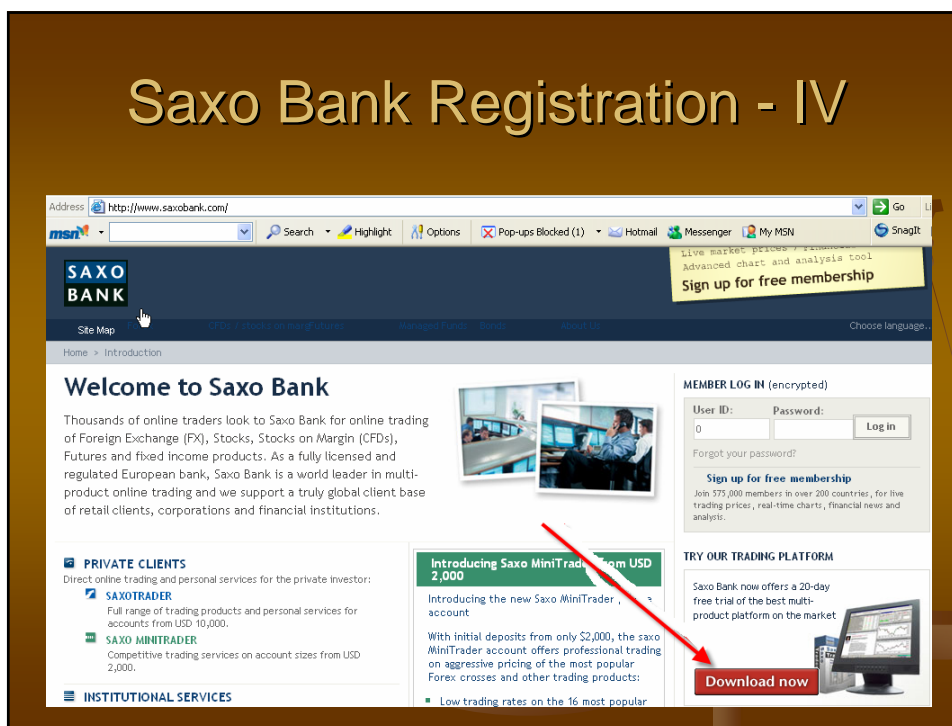 Saxo Bank Registration - IV
Address http://www.saxobank.com/ Go Li
msn Search Highlight Options Pop-ups Blocked (1) Hotmail Messenger My MSN SnagIt
Live market prices /
Advanced chart and analysis tool
Sign up for free membership
SAXO
BANK
Site Map CFDs / Stocks on margin Futures Managed Funds Bonds About Us Choose language..
Home > Introduction
Welcome to Saxo Bank
Thousands of online traders look to Saxo Bank for online trading
of Foreign Exchange (FX), Stocks, Stocks on Margin (CFDs),
Futures and fixed income products. As a fully licensed and
regulated European bank, Saxo Bank is a world leader in multi-
product online trading and we support a truly global client base
of retail clients, corporations and financial institutions.
MEMBER LOG IN (encrypted)
User ID: Password:
0 Log in
Forgot your password?
Sign up for free membership
Join 575,000 members in over 200 countries, for live
trading prices, real-time charts, financial news and
analysis.
PRIVATE CLIENTS
Direct online trading and personal services for the private investor:
SAXOTRADER
Full range of trading products and personal services for
accounts from USD 10,000.
SAXO MINITRADER
Competitive trading services on account sizes from USD
2,000.
INSTITUTIONAL SERVICES
Introducing Saxo MiniTrader from USD
2,000
Introducing the new Saxo MiniTrader
account
With initial deposits from only $2,000, the saxo
MiniTrader account offers professional trading
on aggressive pricing of the most popular
Forex crosses and other trading products:
Low trading rates on the 16 most popular
TRY OUR TRADING PLATFORM
Saxo Bank now offers a 20-day
free trial of the best multi-
product platform on the market
Download now